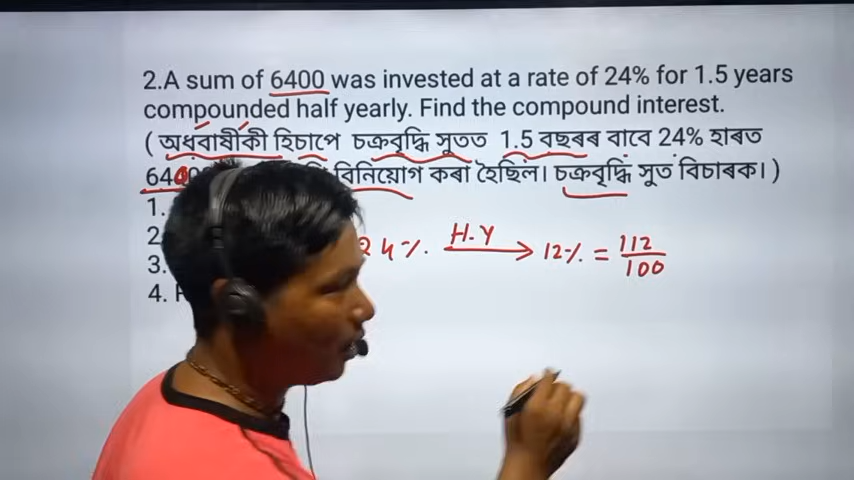 2.A sum of 6400 was invested at a rate of 24% for 1.5 years
compounded half yearly. Find the compound interest.
( অৰ্ধবাৰ্ষীকী হিচাপে চক্ৰবৃদ্ধি সুতত 1.5 বছৰৰ বাবে 24% হাৰত
6400 বিনিয়োগ কৰা হৈছিল। চক্ৰবৃদ্ধি সুত বিচাৰক। )
1.
2
3.
4.
24% H.Y → 12% = 112/100